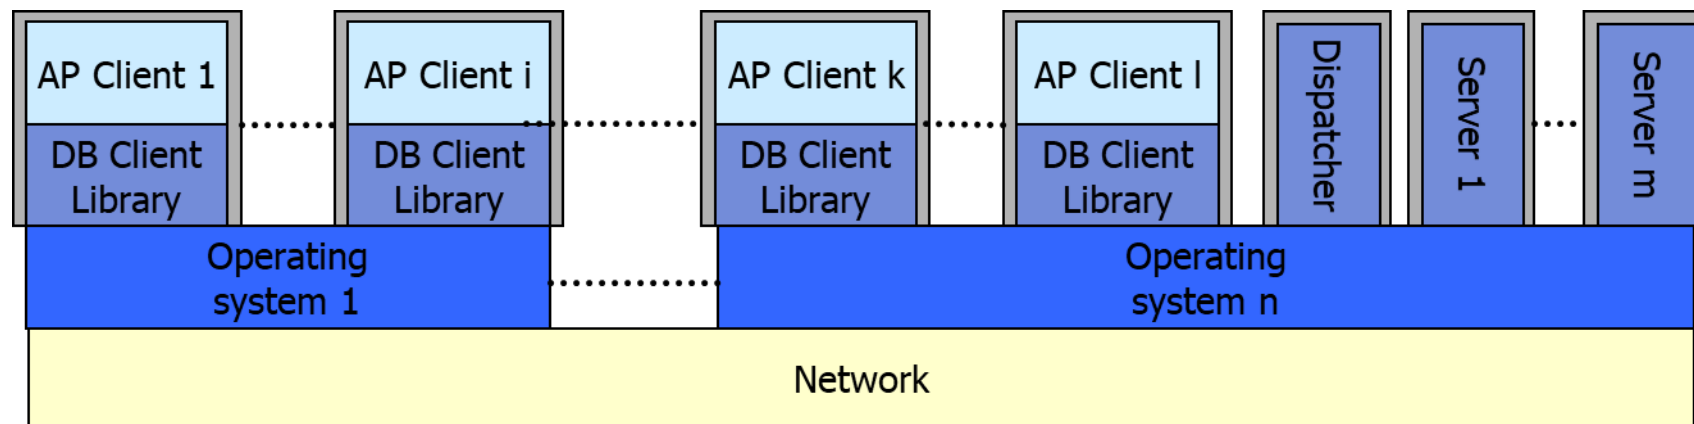 AP Client 1
DB Client
Library
AP Client i
DB Client
Library
AP Client k
DB Client
Library
AP Client l
DB Client
Library
Dispatcher
Server 1
Server m
Operating
system 1
Operating
system n
Network